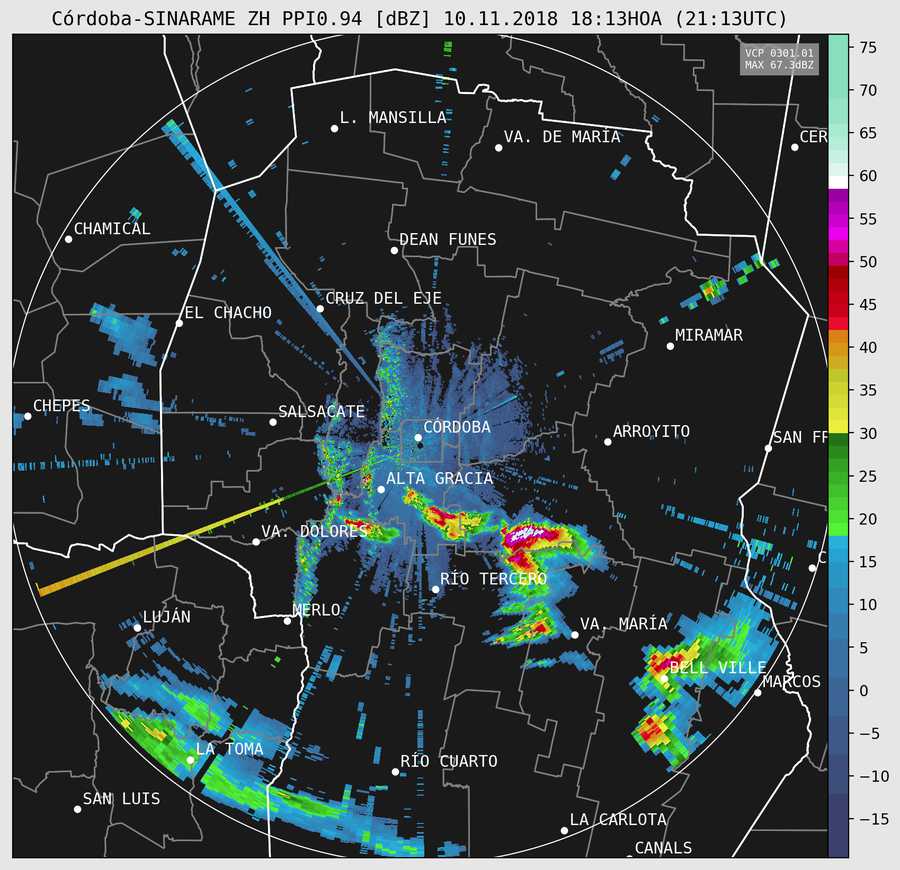 Córdoba-SINARAME ZH PPI0.94 [dBZ] 10.11.2018 18:13HOA (21:13UTC)
VCP 0301.01
MAX 67.3dBZ
75
70
65
60
55
50
45
40
35
30
25
20
15
10
5
0
−5
−10
−15
L. MANSILLA
VA. DE MARÍA
CER
CHAMICAL
DEAN FUNES
CRUZ DEL EJE
EL CHACHO
MIRAMAR
CHEPES
SALSACATE
CÓRDOBA
ARROYITO
SAN FR
ALTA GRACIA
VA. DOLORES
C
RÍO TERCERO
MERLO
LUJÁN
VA. MARÍA
BELL VILLE
MARCOS
LA TOMA
RÍO CUARTO
SAN LUIS
LA CARLOTA
CANALS